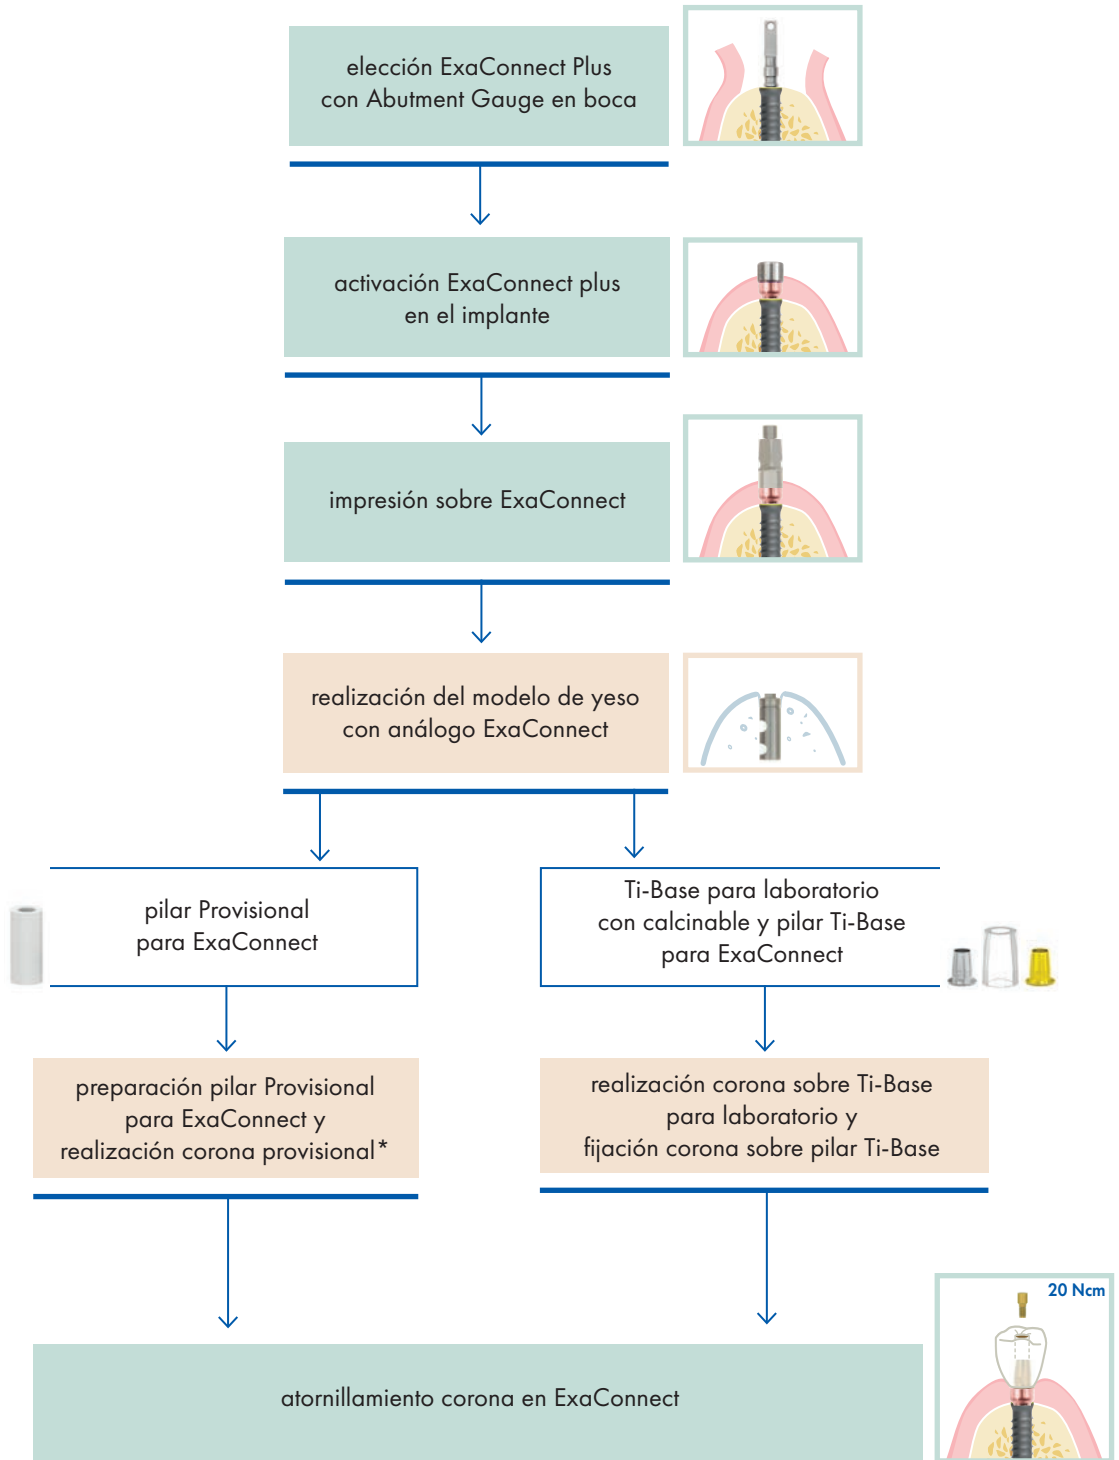 elección ExaConnect Plus
con Abutment Gauge en boca
activación ExaConnect plus
en el implante
impresión sobre ExaConnect
realización del modelo de yeso
con análogo ExaConnect
pilar Provisional
para ExaConnect
Ti-Base para laboratorio
con calcinable y pilar Ti-Base
para ExaConnect
preparación pilar Provisional
para ExaConnect y
realización corona provisional*
realización corona sobre Ti-Base
para laboratorio y
fijación corona sobre pilar Ti-Base
20 Ncm
atornillamiento corona en ExaConnect